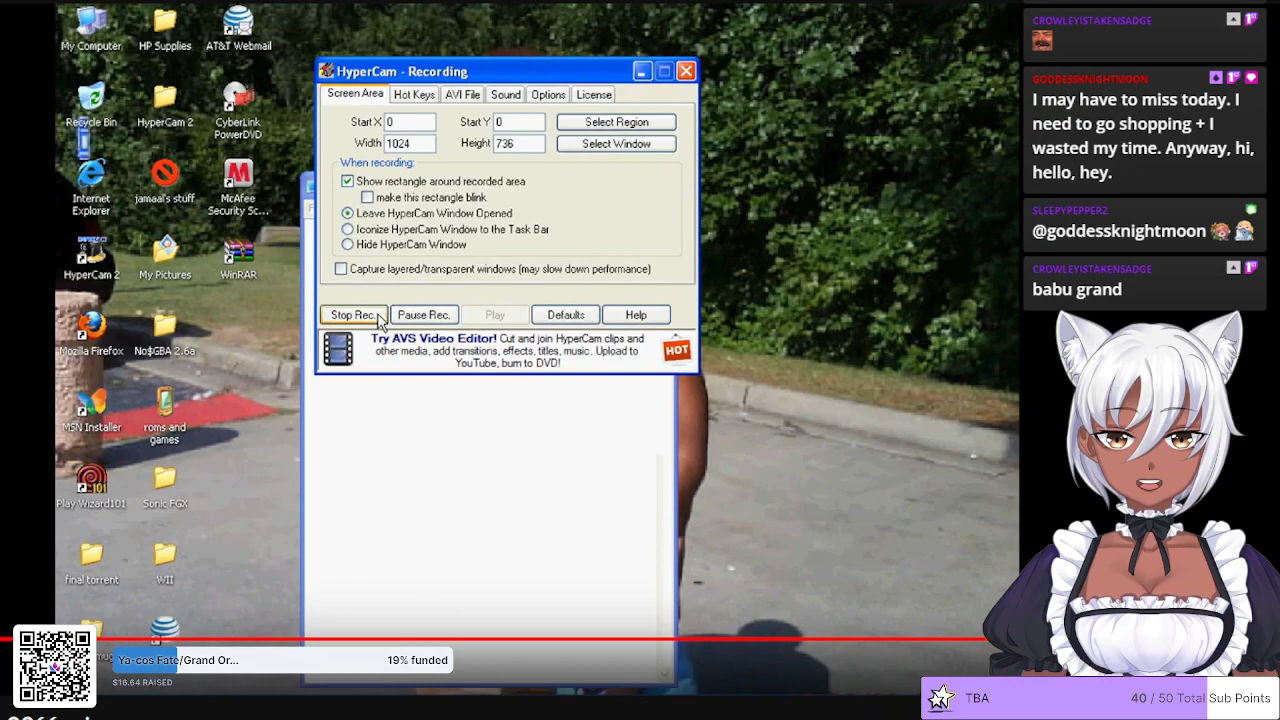 My Computer
HP Supplies
AT&T Webmail
Recycle Bin
HyperCam 2
CyberLink
PowerDVD
Internet
Explorer
jamaal's stuff
McAfee
Security Sc...
HyperCam 2
My Pictures
WinRAR
Mozilla Firefox
No$GBA 2.6a
MSN Installer
roms and
games
Play Wizard101
Sonic FGX
final torrent
WII
HyperCam - Recording
Screen Area
Hot Keys
AVI File
Sound
Options
License
Start X 0
Start Y 0
Select Region
Width 1024
Height 736
Select Window
When recording:
Show rectangle around recorded area
make this rectangle blink
Leave HyperCam Window Opened
Iconize HyperCam Window to the Task Bar
Hide HyperCam Window
Capture layered/transparent windows (may slow down performance)
Stop Rec.
Pause Rec.
Play
Defaults
Help
Try AVS Video Editor! Cut and join HyperCam clips and
other media, add transitions, effects, titles, music. Upload to
YouTube, burn to DVD!
HOT
CROWLEYISTAKENSADGE
GODDESSKNIGHTMOON
I may have to miss today. I
need to go shopping + I
wasted my time. Anyway, hi,
hello, hey.
SLEEPYPEPPERZ
@goddessknightmoon
CROWLEYISTAKENSADGE
babu grand
Ya-cos Fate/Grand Or...
19% funded
$16.64 RAISED
TBA
40 / 50 Total Sub Points